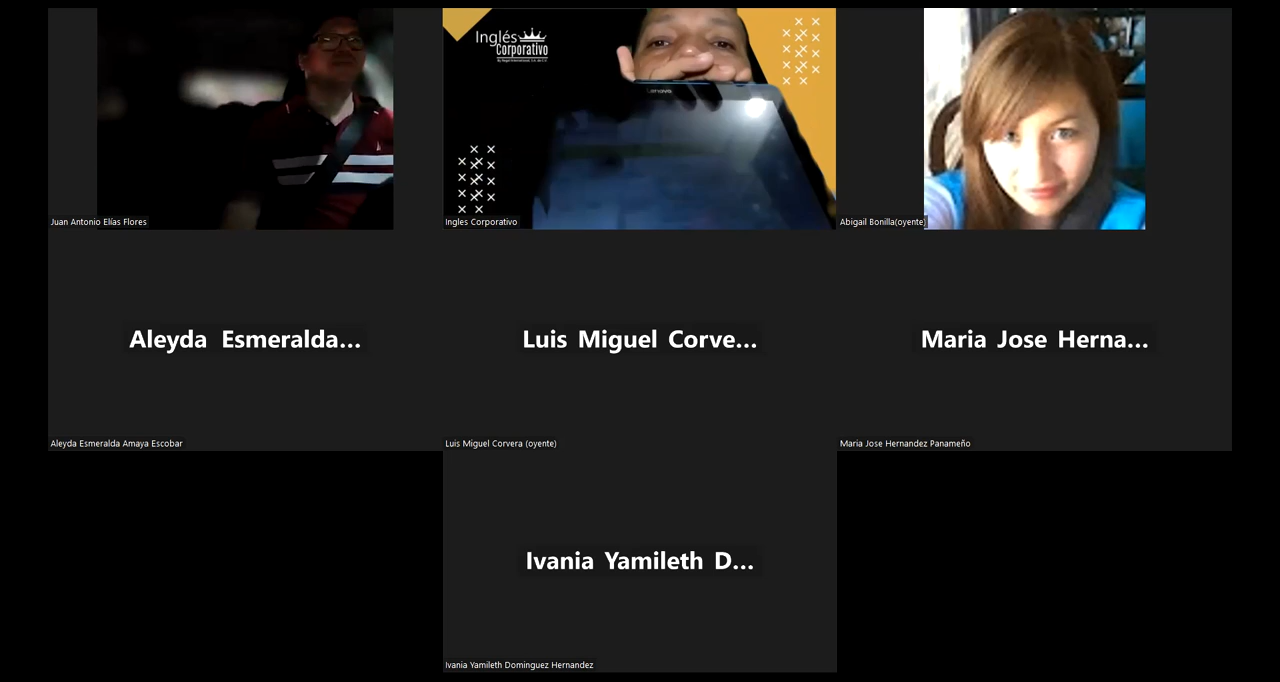 Inglés
Corporativo
Lenovo
Juan Antonio Elías Flores
Ingles Corporativo
Abigail Bonilla(oyente)
Aleyda Esmeralda...
Luis Miguel Corve...
Maria Jose Herna...
Aleyda Esmeralda Amaya Escobar
Luis Miguel Corvera (oyente)
Maria Jose Hernandez Panameño
Ivania Yamileth D...
Ivania Yamileth Dominguez Hernandez